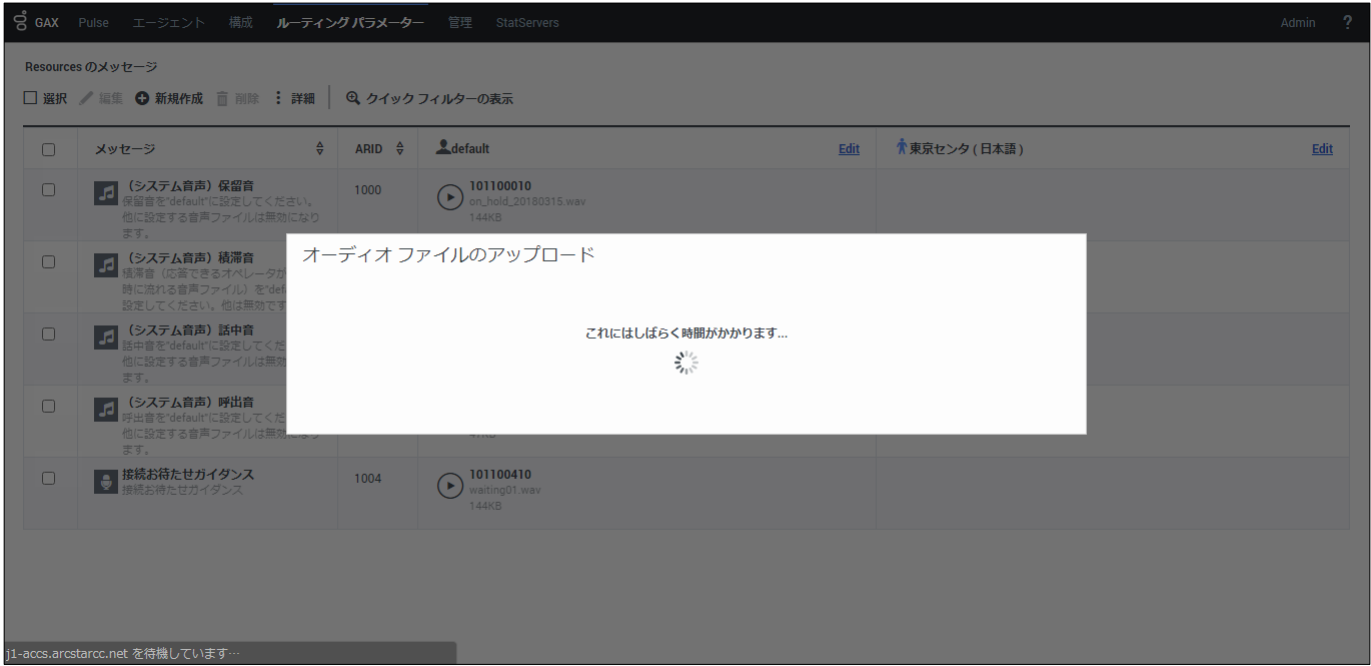 GAX Pulse エージェント 構成 ルーティング パラメーター 管理 StatServers Admin ?
Resources のメッセージ
選択 編集 新規作成 削除 詳細 クイック フィルターの表示
メッセージ ARID default Edit 東京センタ ( 日本語 ) Edit
（システム音声）保留音 1000 101100010
保留音を"default"に設定してください。 on_hold_20180315.wav
他に設定する音声ファイルは無効になり 144KB
ます。
オーディオ ファイルのアップロード
（システム音声）積滞音
積滞音（応答できるオペレータが
時に流れる音声ファイル）を"def
設定してください。他は無効です
（システム音声）話中音
これにはしばらく時間がかかります...
話中音を"default"に設定してくだ
他に設定する音声ファイルは無効
ます。
（システム音声）呼出音
呼出音を"default"に設定してくだ
他に設定する音声ファイルは無効になり
ます。
接続お待たせガイダンス 1004 101100410
接続お待たせガイダンス waiting01.wav
144KB
j1-accs.arcstarcc.net を待機しています…